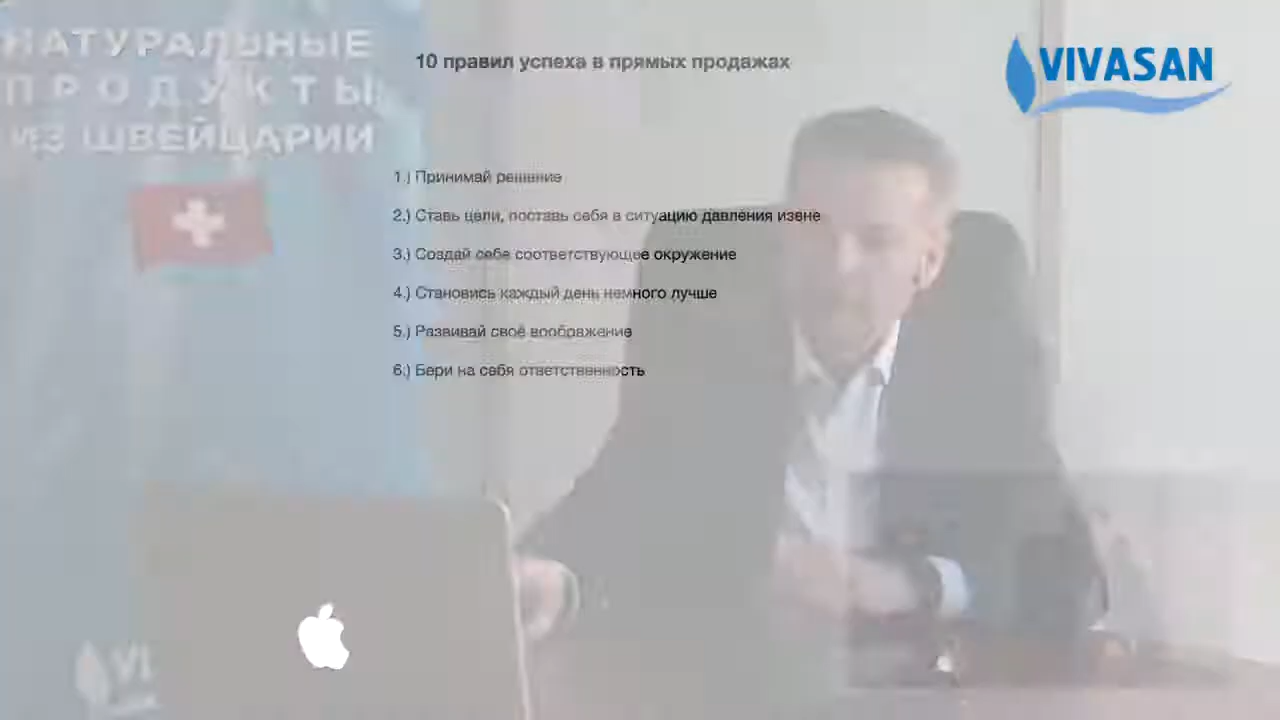 НАТУРАЛЬНЫЕ
ПРОДУКТЫ
ИЗ ШВЕЙЦАРИИ
10 правил успеха в прямых продажах
VIVASAN
1.) Принимай решение
2.) Ставь цели, поставь себя в ситуацию давления извне
3.) Создай себе соответствующее окружение
4.) Становись каждый день немного лучше
5.) Развивай своё воображение
6.) Бери на себя ответственность
VI